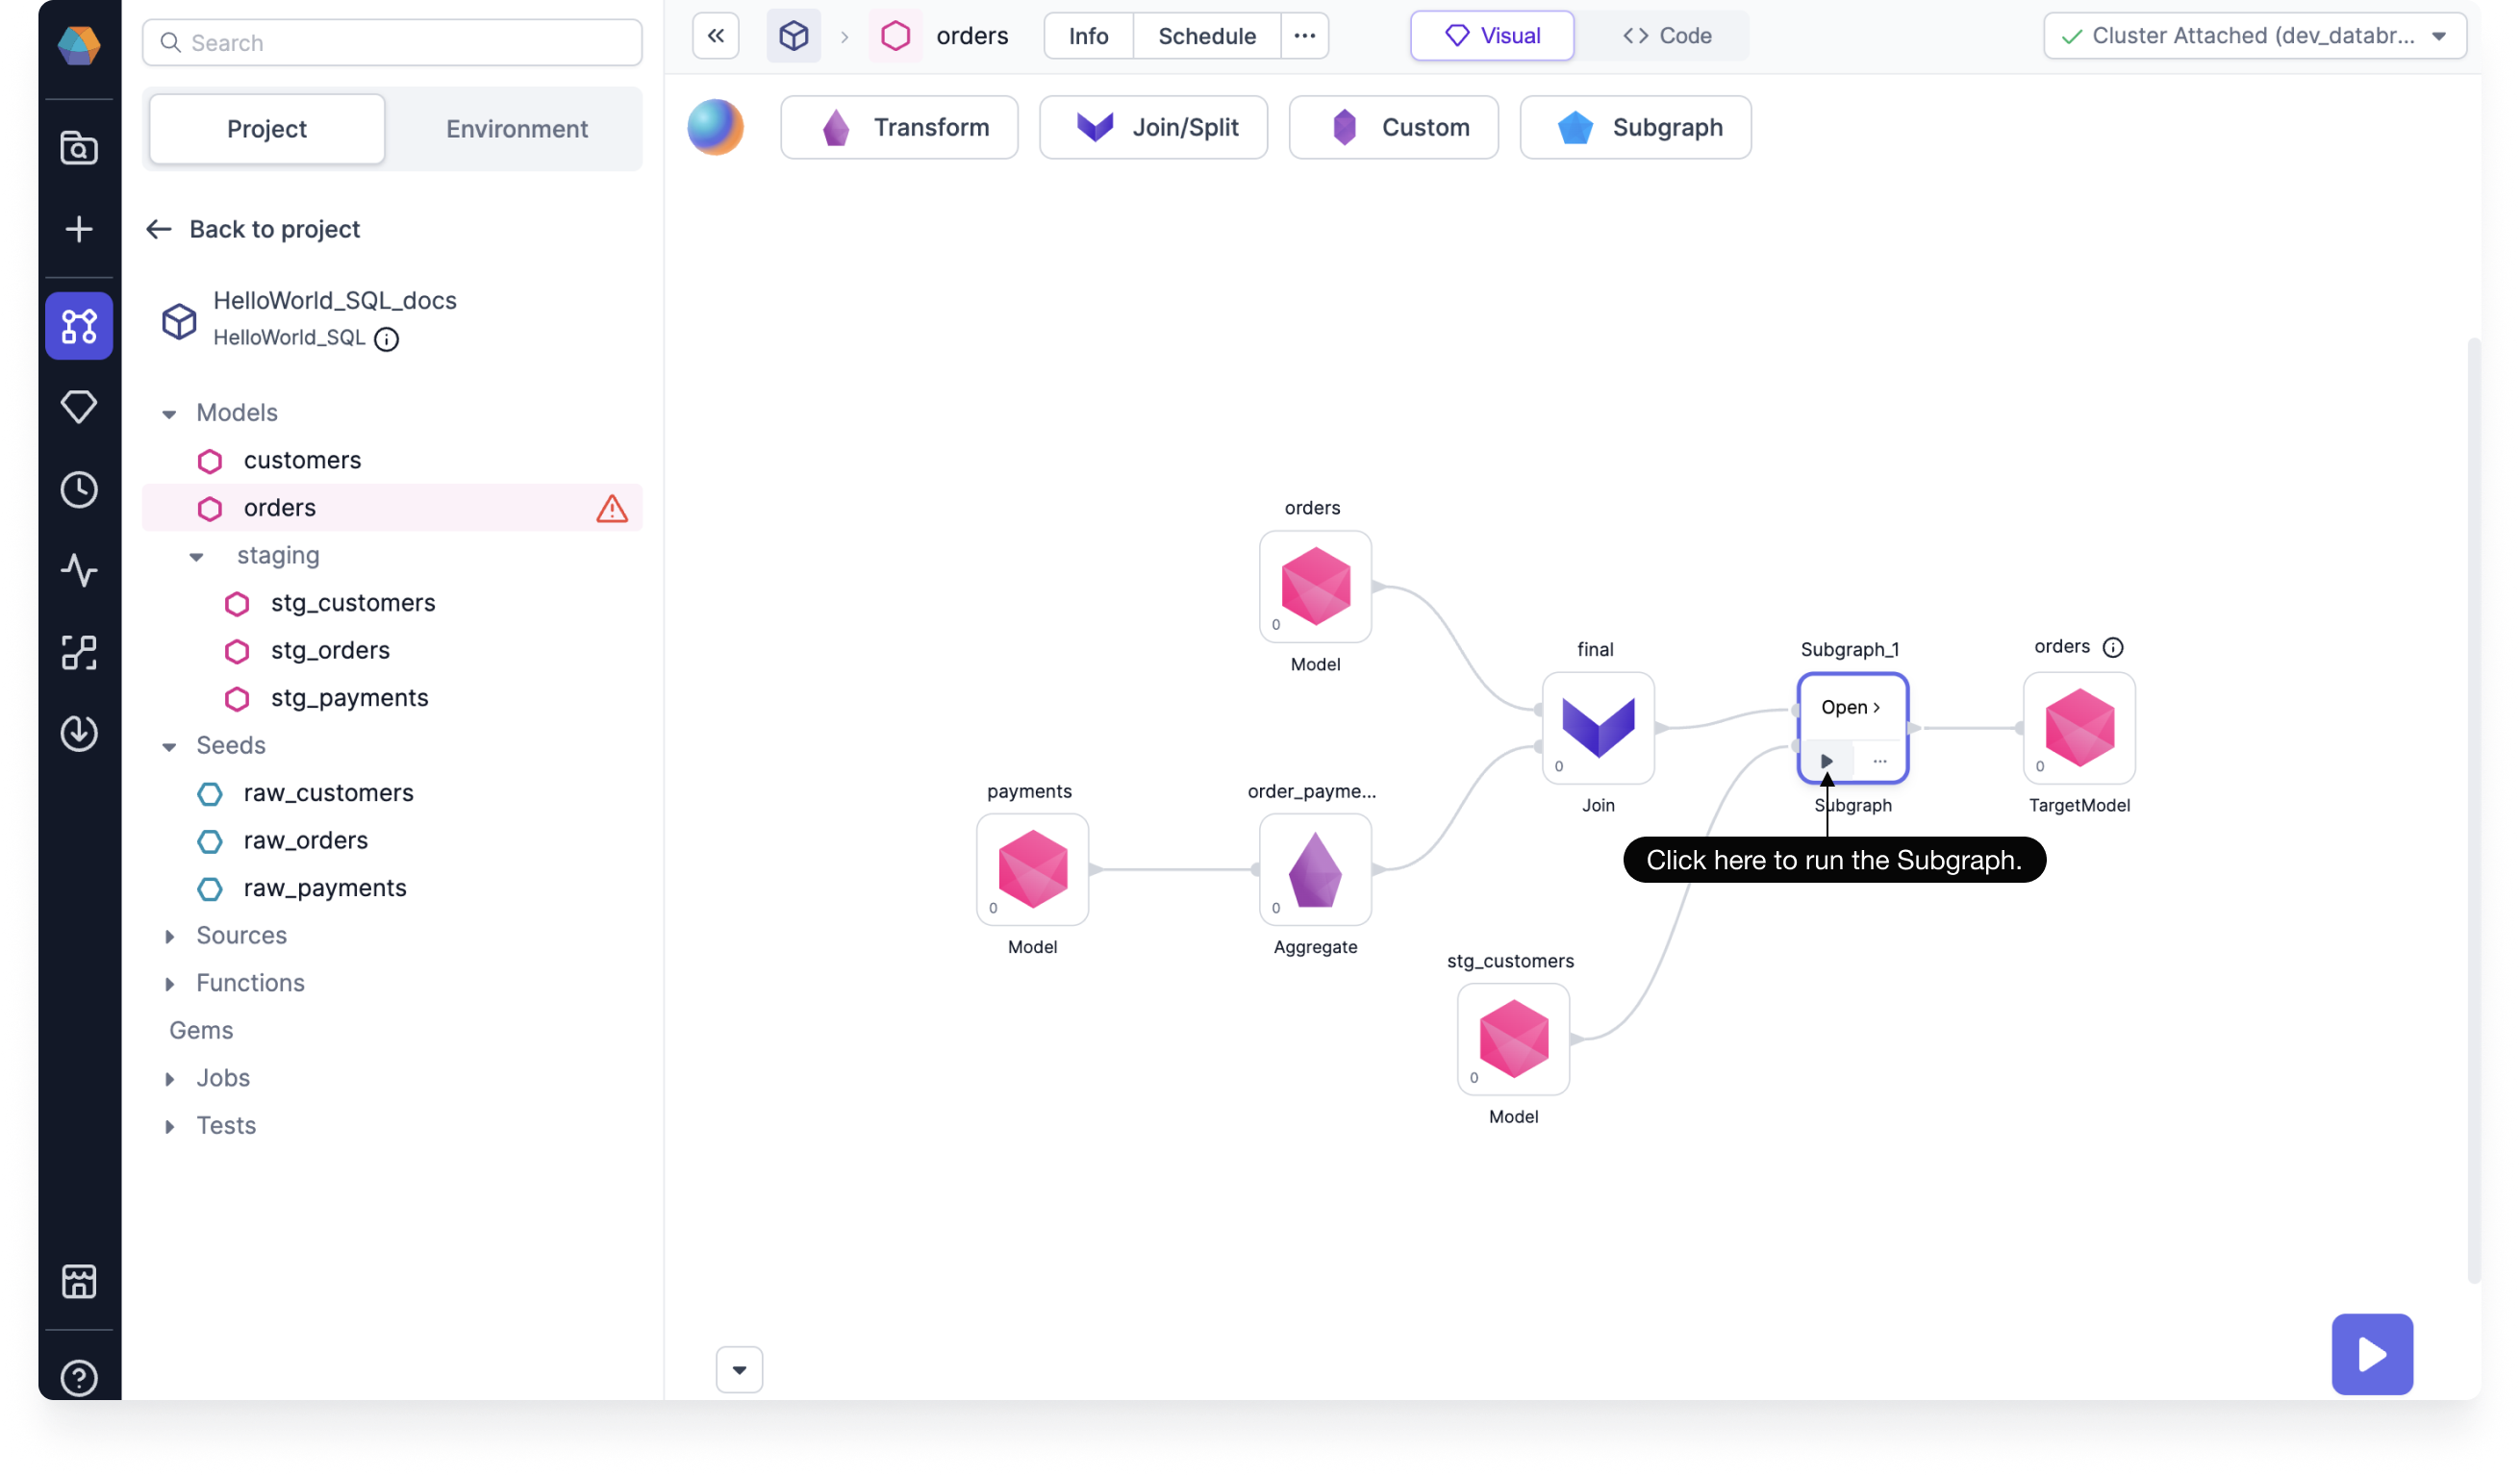 Search
Project
Environment
Back to project
HelloWorld_SQL_docs
HelloWorld_SQL
Models
customers
orders
staging
stg_customers
stg_orders
stg_payments
Seeds
raw_customers
raw_orders
raw_payments
Sources
Functions
Gems
Jobs
Tests
orders
Info
Schedule
Visual
Code
Cluster Attached (dev_databr...
Transform
Join/Split
Custom
Subgraph
orders
0
Model
payments
0
Model
order_payme...
0
Aggregate
final
0
Join
Subgraph_1
Open
Subgraph
orders
0
TargetModel
Click here to run the Subgraph.
stg_customers
0
Model